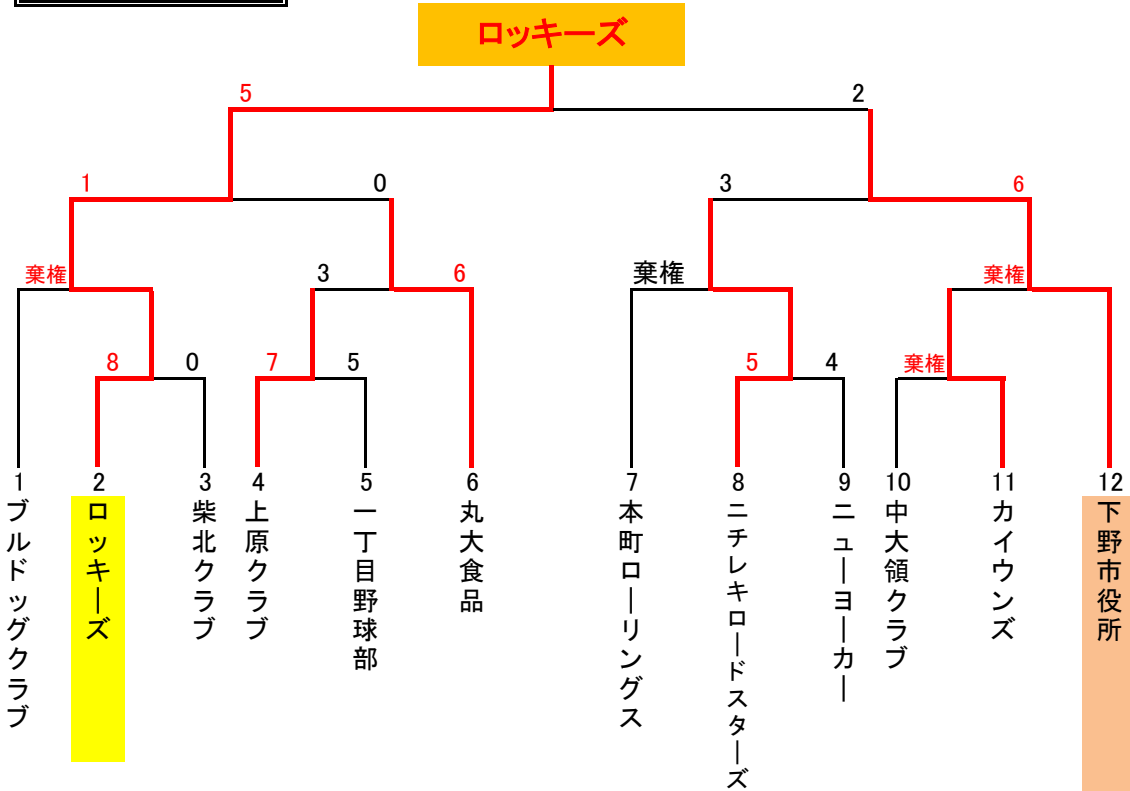 ロッキーズ
5
2
1
0
3
6
棄権
3
6
棄権
棄権
8
0
7
5
5
4
棄権
1
2
3
4
5
6
7
8
9
10
11
12
ブルドッグクラブ
ロッキーズ
柴北クラブ
上原クラブ
一丁目野球部
丸大食品
本町ローリングス
ニチレキロードスターズ
ニューヨーカー
中大領クラブ
カイウンズ
下野市役所